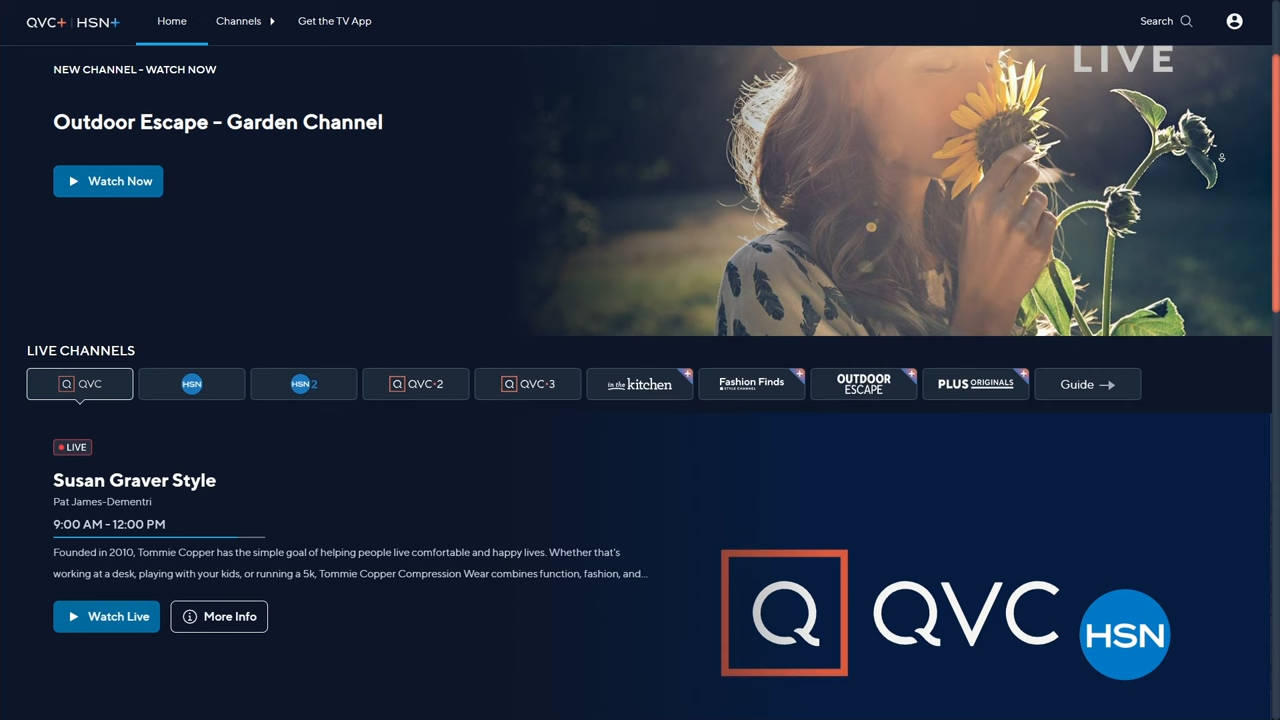 QVC+ | HSN+
Home
Channels
Get the TV App
Search
NEW CHANNEL - WATCH NOW
LIVE
Outdoor Escape - Garden Channel
Watch Now
LIVE CHANNELS
Q QVC
HSN
HSN 2
Q QVC•2
Q QVC•3
in the kitchen
Fashion Finds
STYLE CHANNEL
OUTDOOR
ESCAPE
PLUS ORIGINALS
Guide
LIVE
Susan Graver Style
Pat James-Dementri
9:00 AM - 12:00 PM
Founded in 2010, Tommie Copper has the simple goal of helping people live comfortable and happy lives. Whether that's
working at a desk, playing with your kids, or running a 5k, Tommie Copper Compression Wear combines function, fashion, and...
Watch Live
More Info
Q QVC
HSN